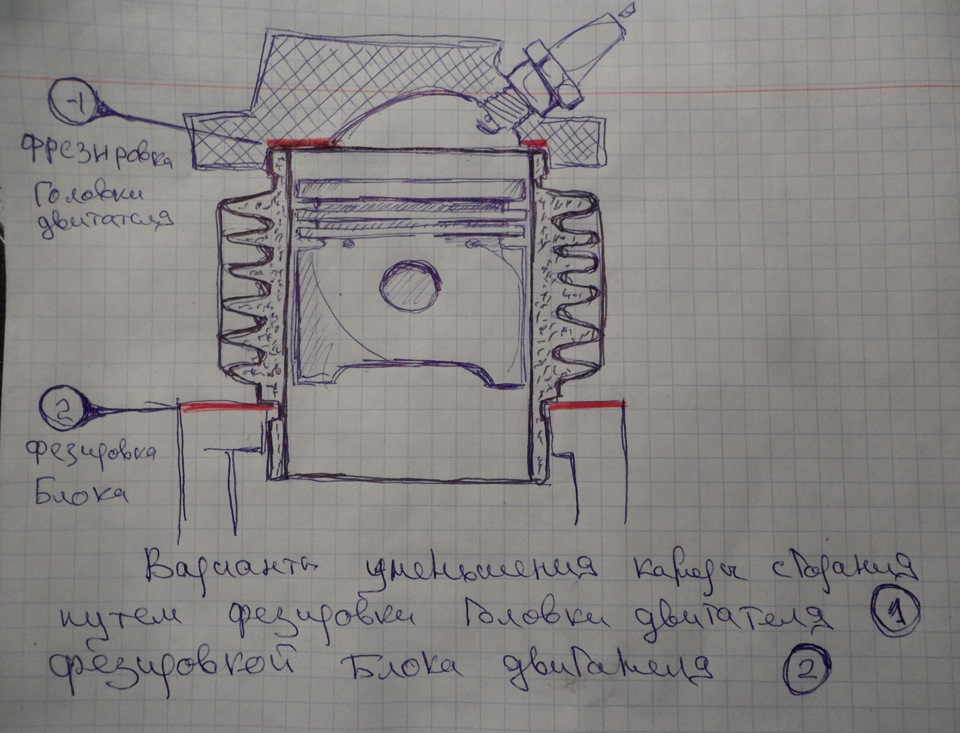 -1
Фрезировка
Головки
двигателя
2
Фезировка
Блока
Варианты уменьшения камеры сгорания
путем фезировки Головки двигателя 1
фезировкой Блока двигателя 2